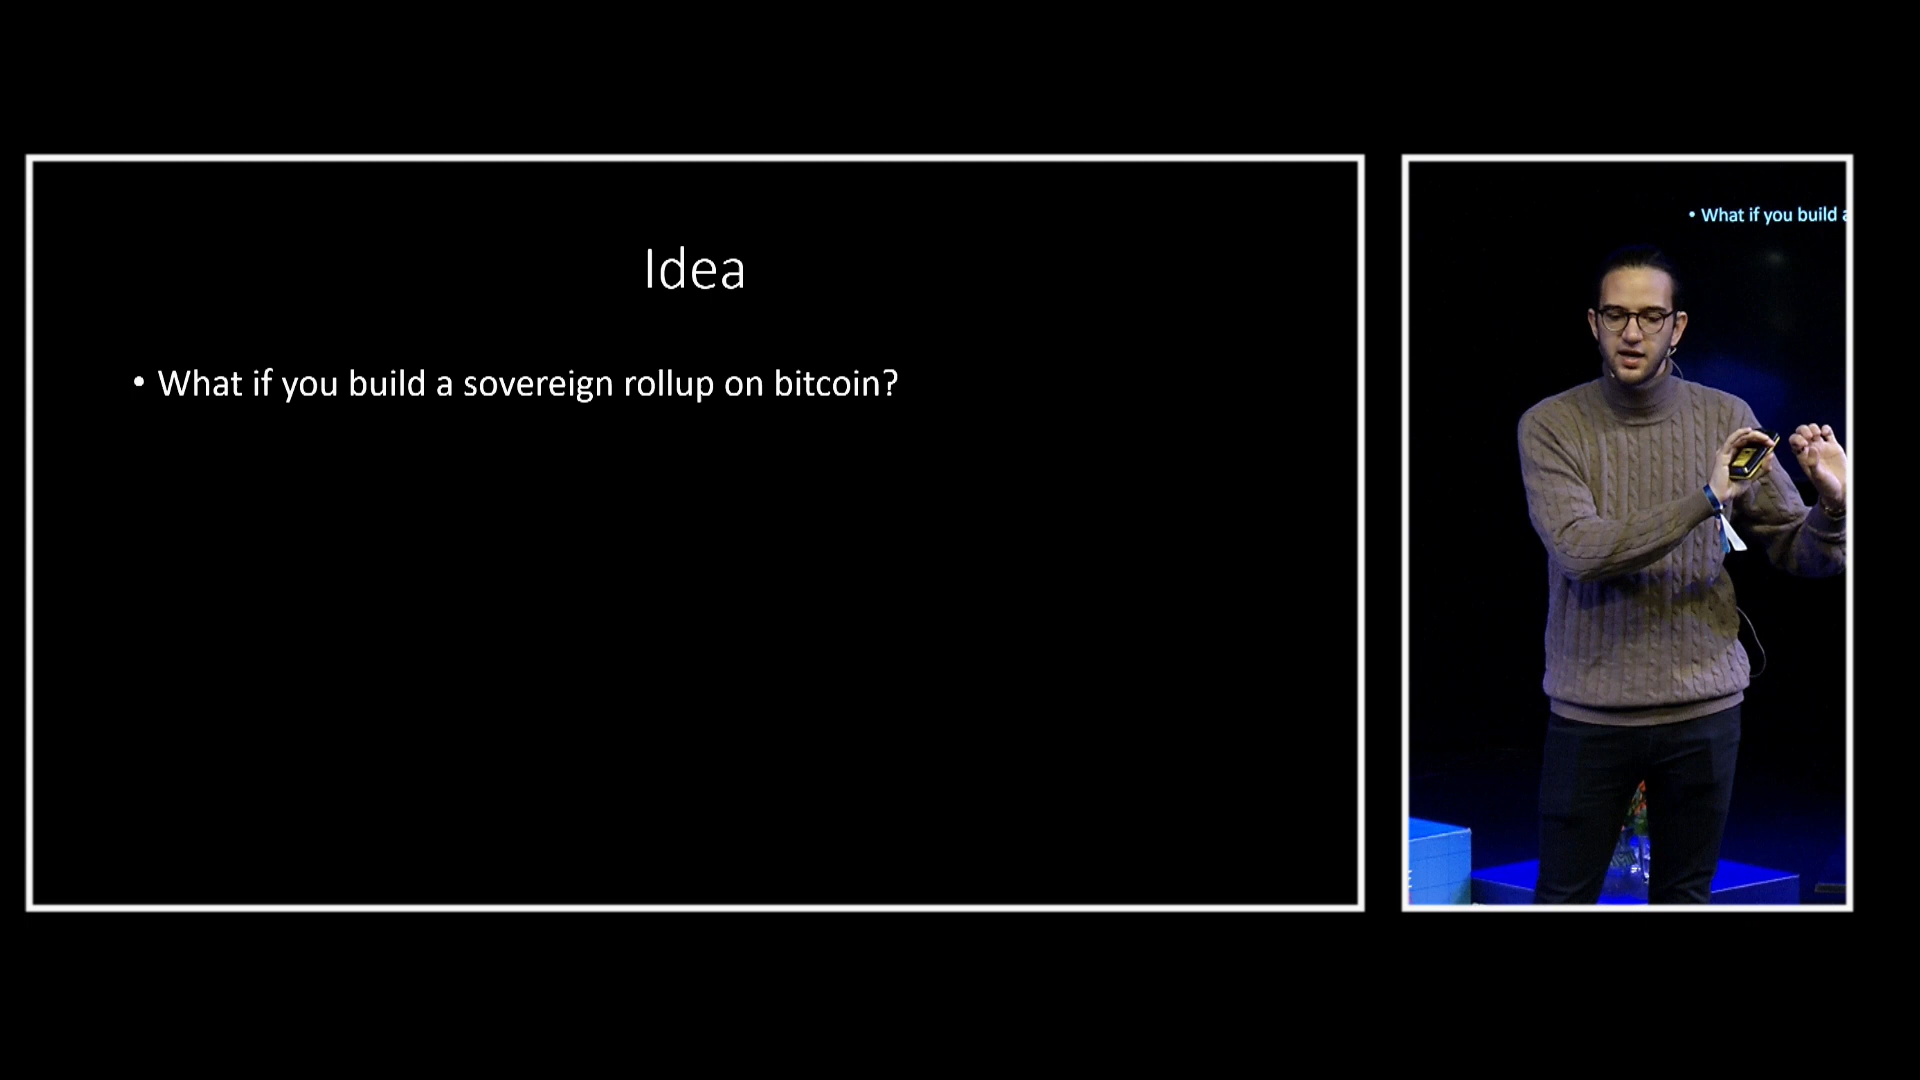 Idea
• What if you build a sovereign rollup on bitcoin?
• What if you build a